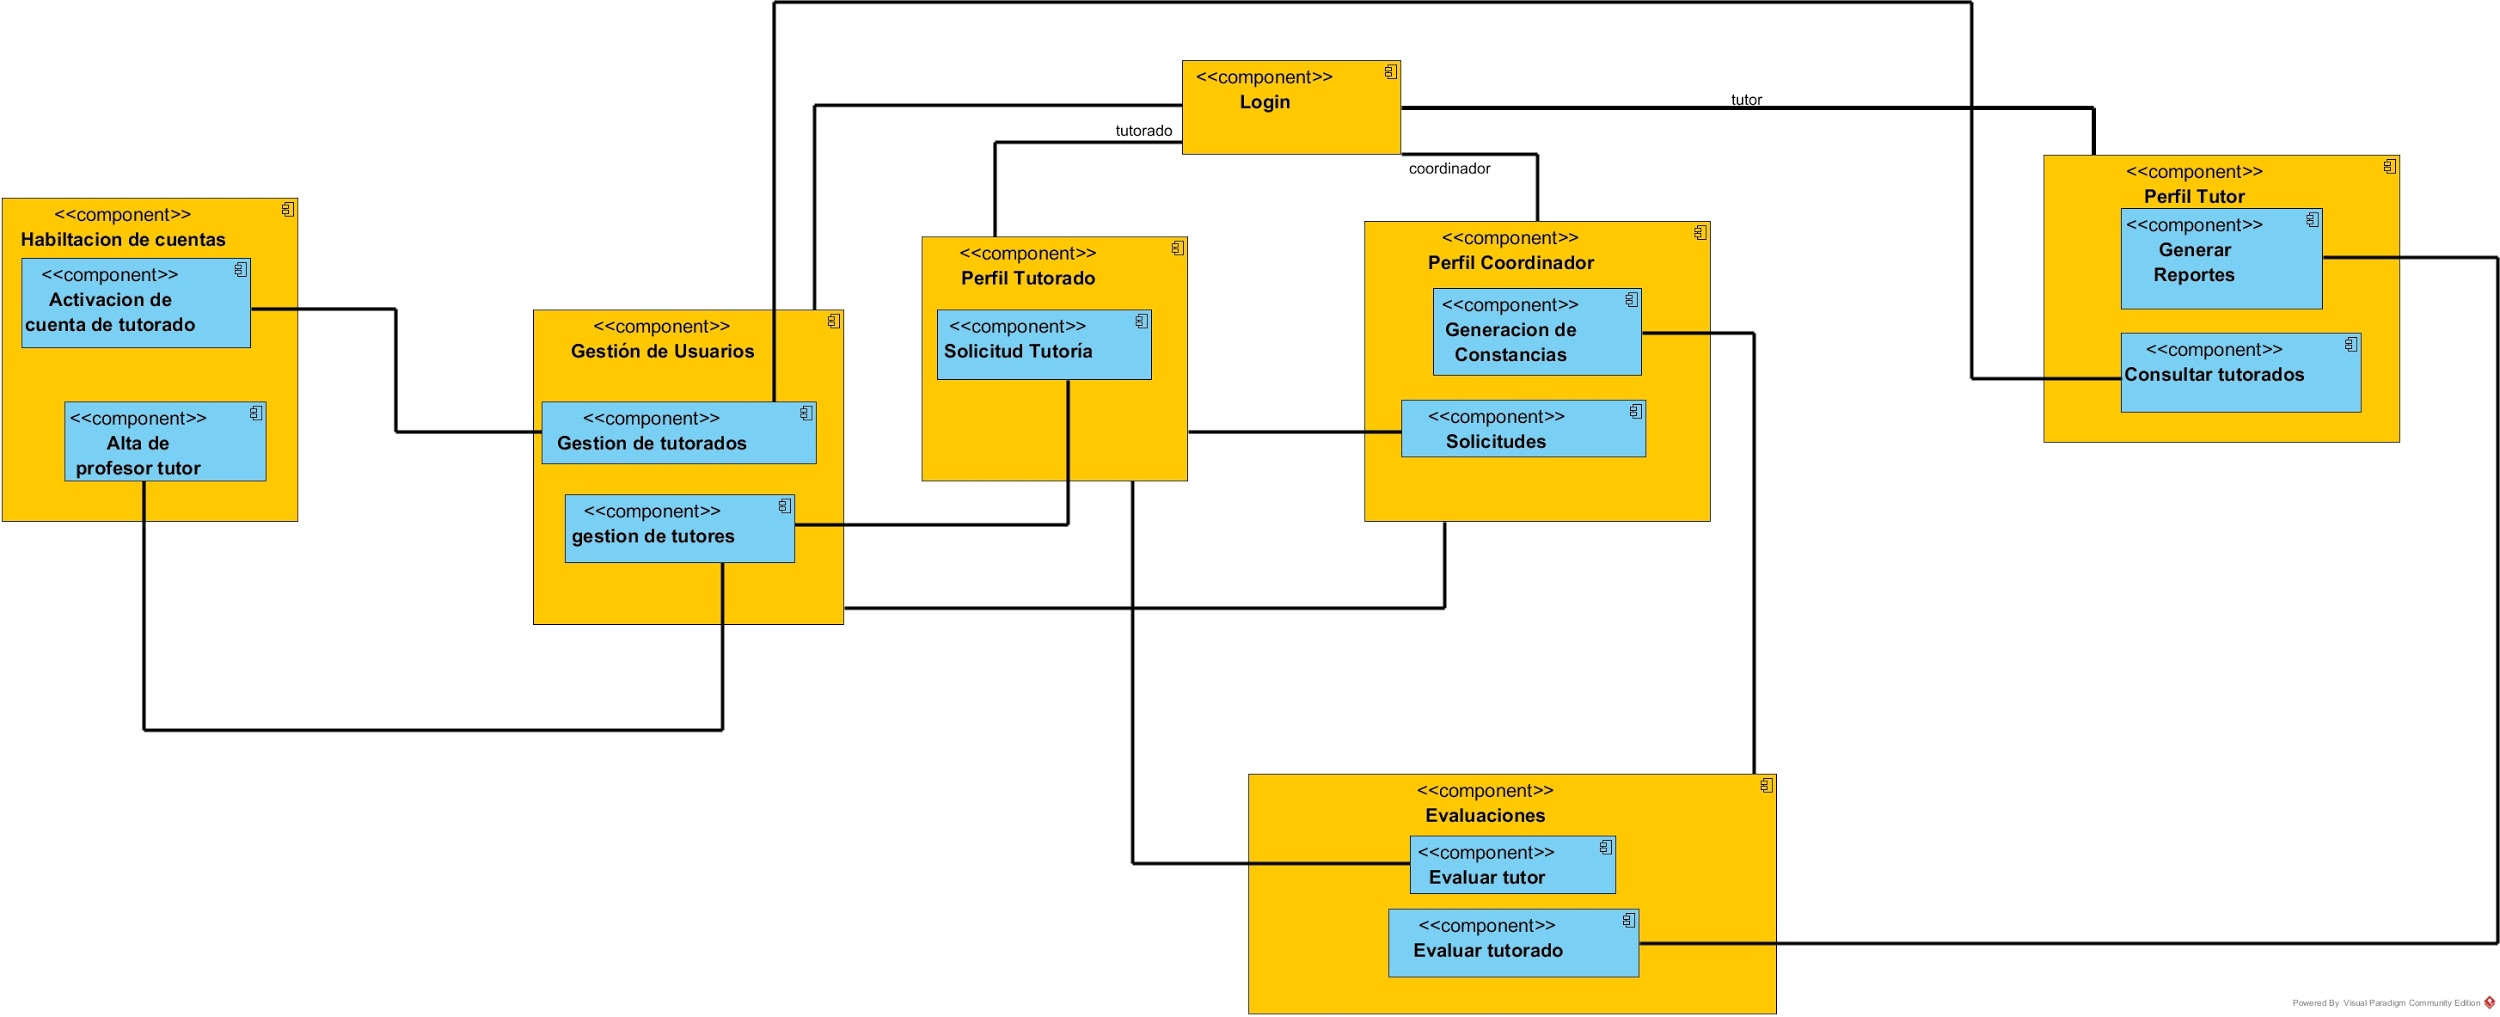 <<component>>
Login
tutor
tutorado
coordinador
<<component>>
Habiltacion de cuentas
<<component>>
Activacion de
cuenta de tutorado
<<component>>
Alta de
profesor tutor
<<component>>
Gestión de Usuarios
<<component>>
Gestion de tutorados
<<component>>
gestion de tutores
<<component>>
Perfil Tutorado
<<component>>
Solicitud Tutoría
<<component>>
Perfil Coordinador
<<component>>
Generacion de
Constancias
<<component>>
Solicitudes
<<component>>
Perfil Tutor
<<component>>
Generar
Reportes
<<component>>
Consultar tutorados
<<component>>
Evaluaciones
<<component>>
Evaluar tutor
<<component>>
Evaluar tutorado
Powered By Visual Paradigm Community Edition